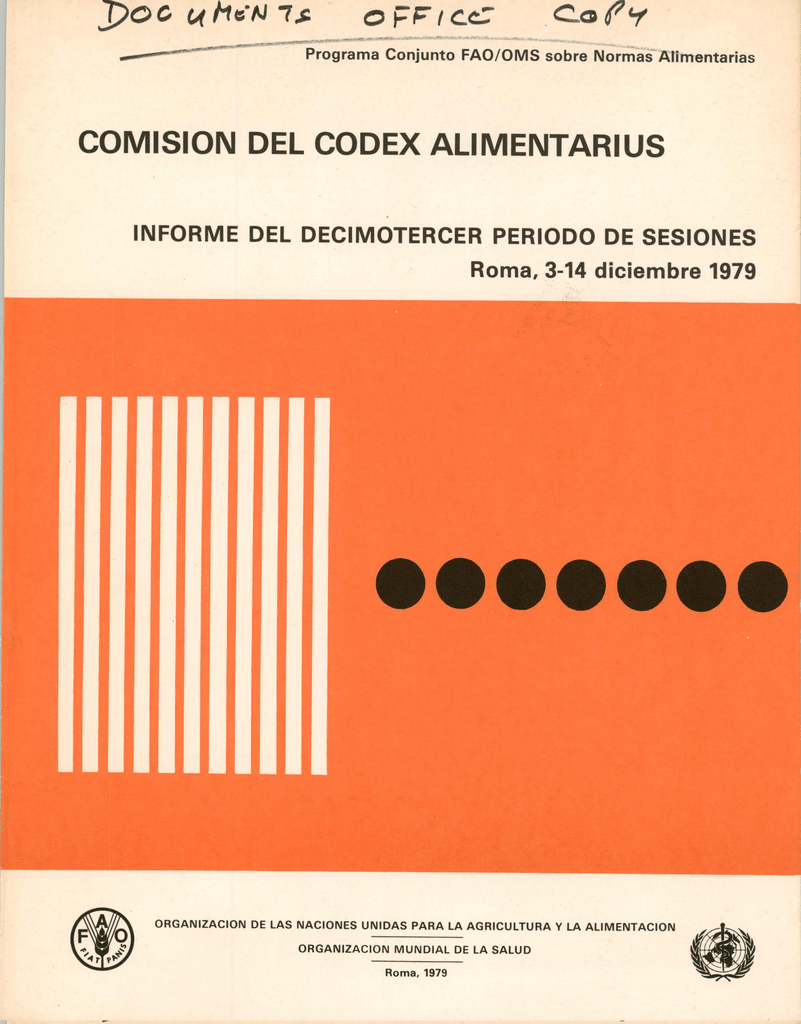 DOCUMENTS OFFICE COPY
Programa Conjunto FAO/OMS sobre Normas Alimentarias
COMISION DEL CODEX ALIMENTARIUS
INFORME DEL DECIMOTERCER PERIODO DE SESIONES
Roma, 3-14 diciembre 1979
FAO
FIAT PANIS
ORGANIZACION DE LAS NACIONES UNIDAS PARA LA AGRICULTURA Y LA ALIMENTACION
ORGANIZACION MUNDIAL DE LA SALUD
Roma, 1979